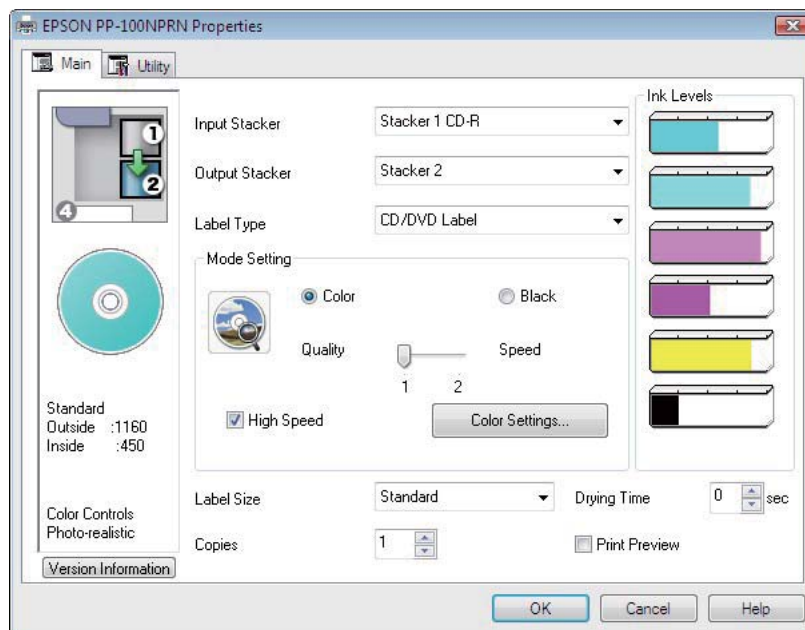 EPSON PP-100NPRN Properties
Main
Utility
1
2
4
Standard
Outside :1160
Inside :450
Color Controls
Photo-realistic
Version Information
Input Stacker
Stacker 1 CD-R
Output Stacker
Stacker 2
Label Type
CD/DVD Label
Mode Setting
Color
Black
Quality
Speed
1 2
High Speed
Color Settings...
Label Size
Standard
Drying Time
0
sec
Copies
1
Print Preview
Ink Levels
OK
Cancel
Help